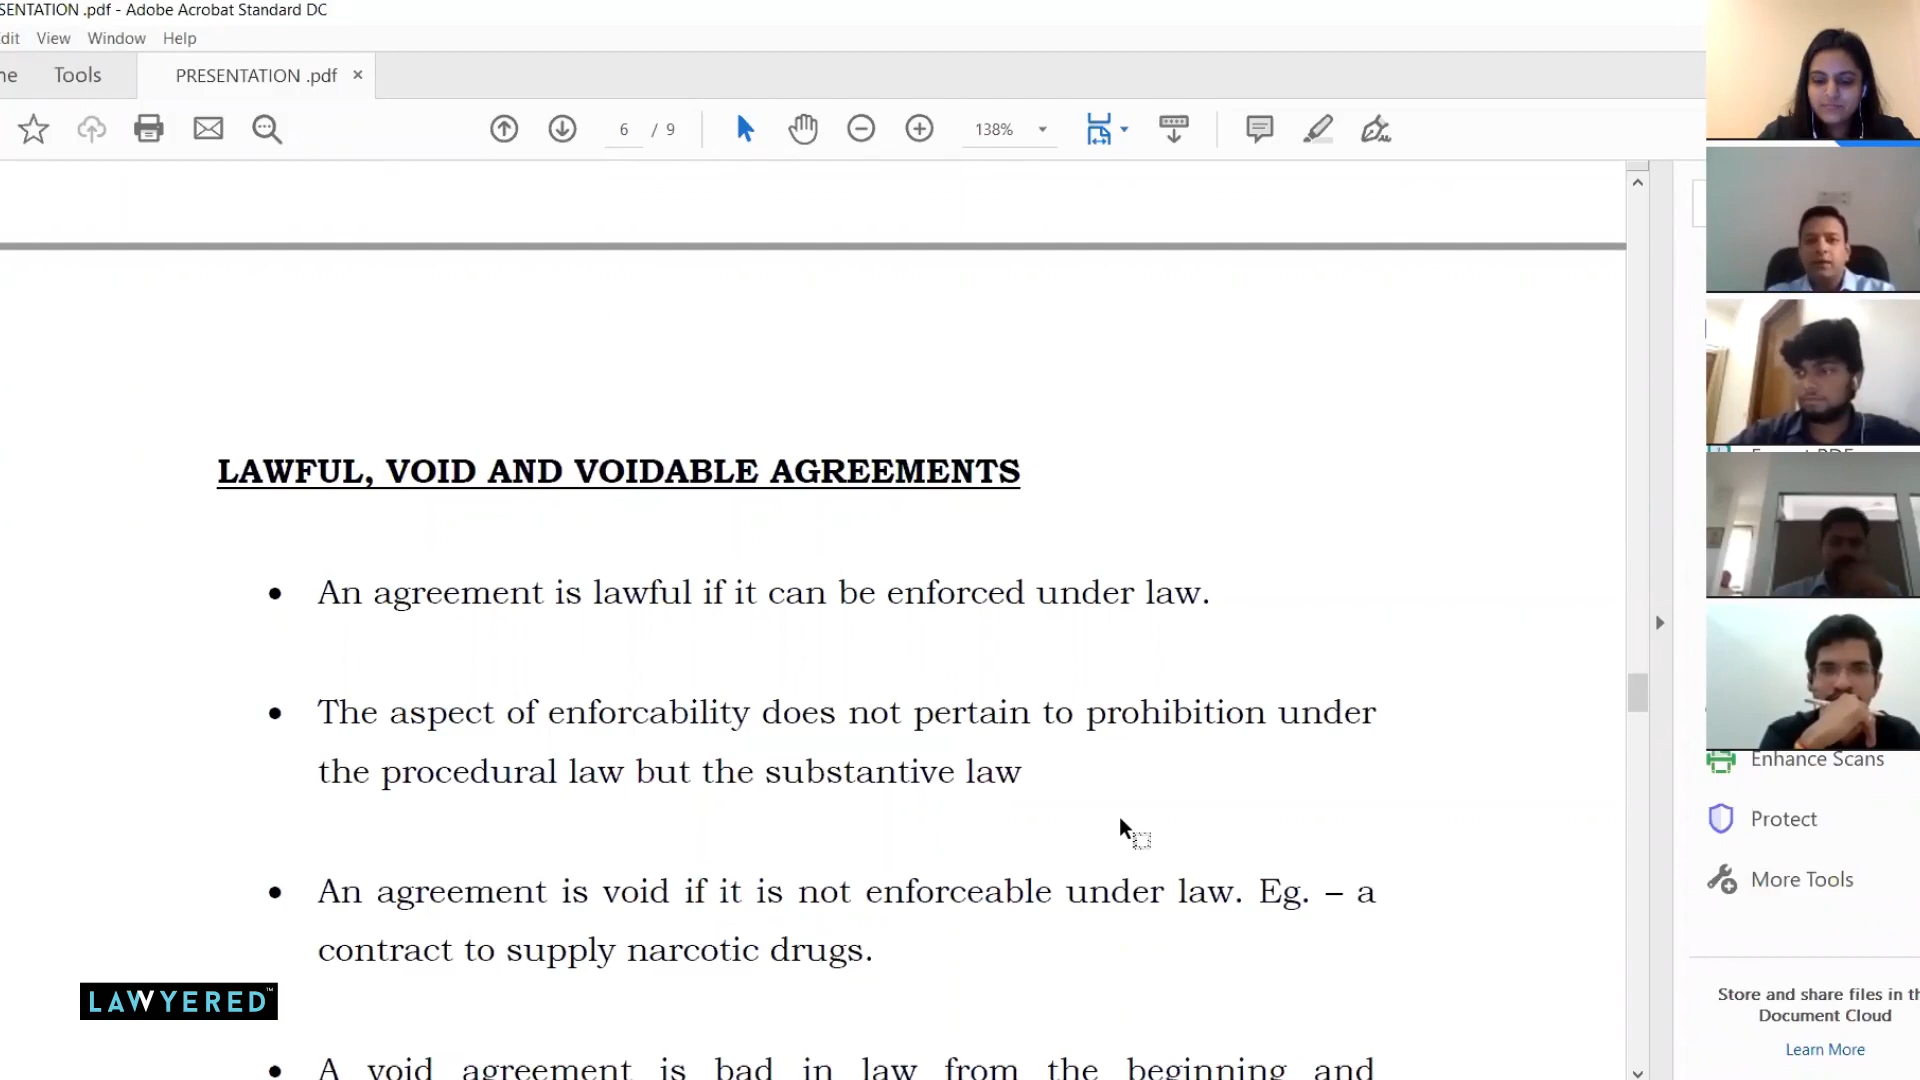 SENTATION .pdf - Adobe Acrobat Standard DC
dit View Window Help
ne Tools PRESENTATION .pdf ×
6 / 9 138%
LAWFUL, VOID AND VOIDABLE AGREEMENTS
• An agreement is lawful if it can be enforced under law.
• The aspect of enforcability does not pertain to prohibition under
the procedural law but the substantive law
• An agreement is void if it is not enforceable under law. Eg. – a
contract to supply narcotic drugs.
• A void agreement is bad in law from the beginning and
LAWYERED™
Enhance Scans
Protect
More Tools
Store and share files in th
Document Cloud
Learn More